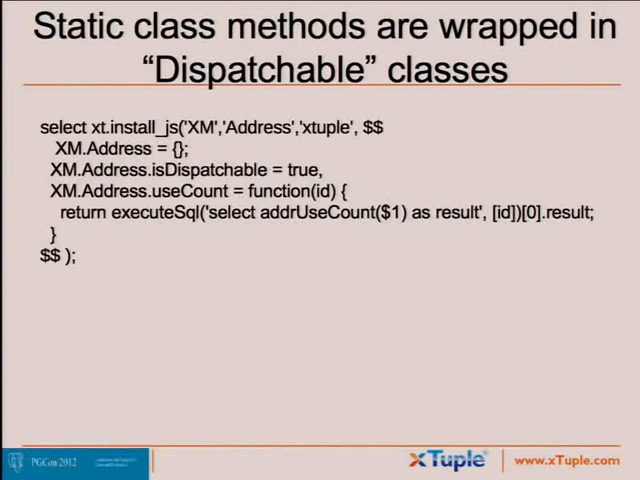 Static class methods are wrapped in
“Dispatchable” classes
select xt.install_js('XM','Address','xtuple', $$
XM.Address = {};
XM.Address.isDispatchable = true,
XM.Address.useCount = function(id) {
return executeSql('select addrUseCount($1) as result', [id])[0].result;
}
$$ );
PGCon 2012
xTuple
www.xTuple.com